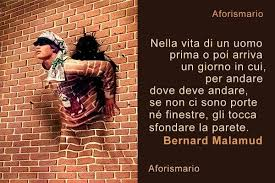 Aforismario
Nella vita di un uomo
prima o poi arriva
un giorno in cui,
per andare
dove deve andare,
se non ci sono porte
né finestre, gli tocca
sfondare la parete.
Bernard Malamud
Aforismario